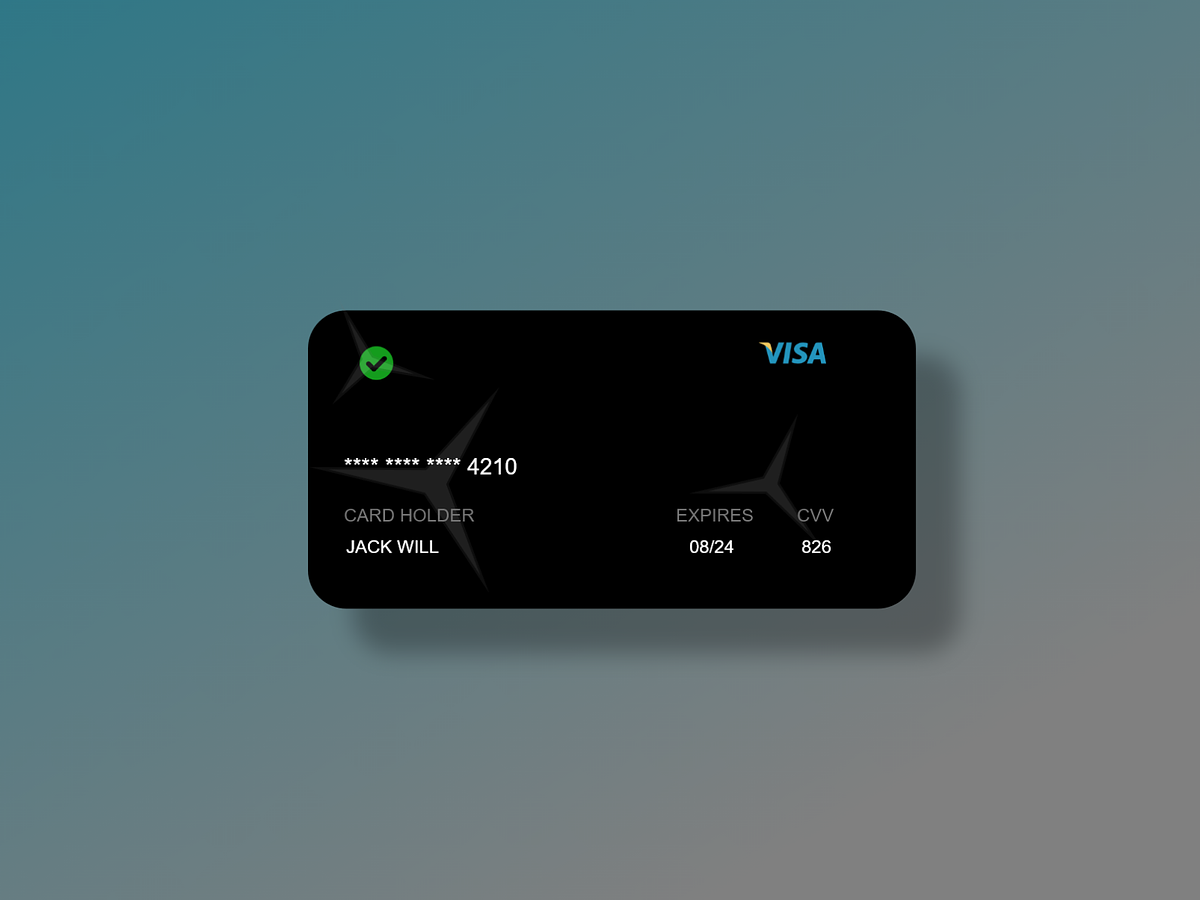 VISA
**** **** **** 4210
CARD HOLDER EXPIRES CVV
JACK WILL 08/24 826